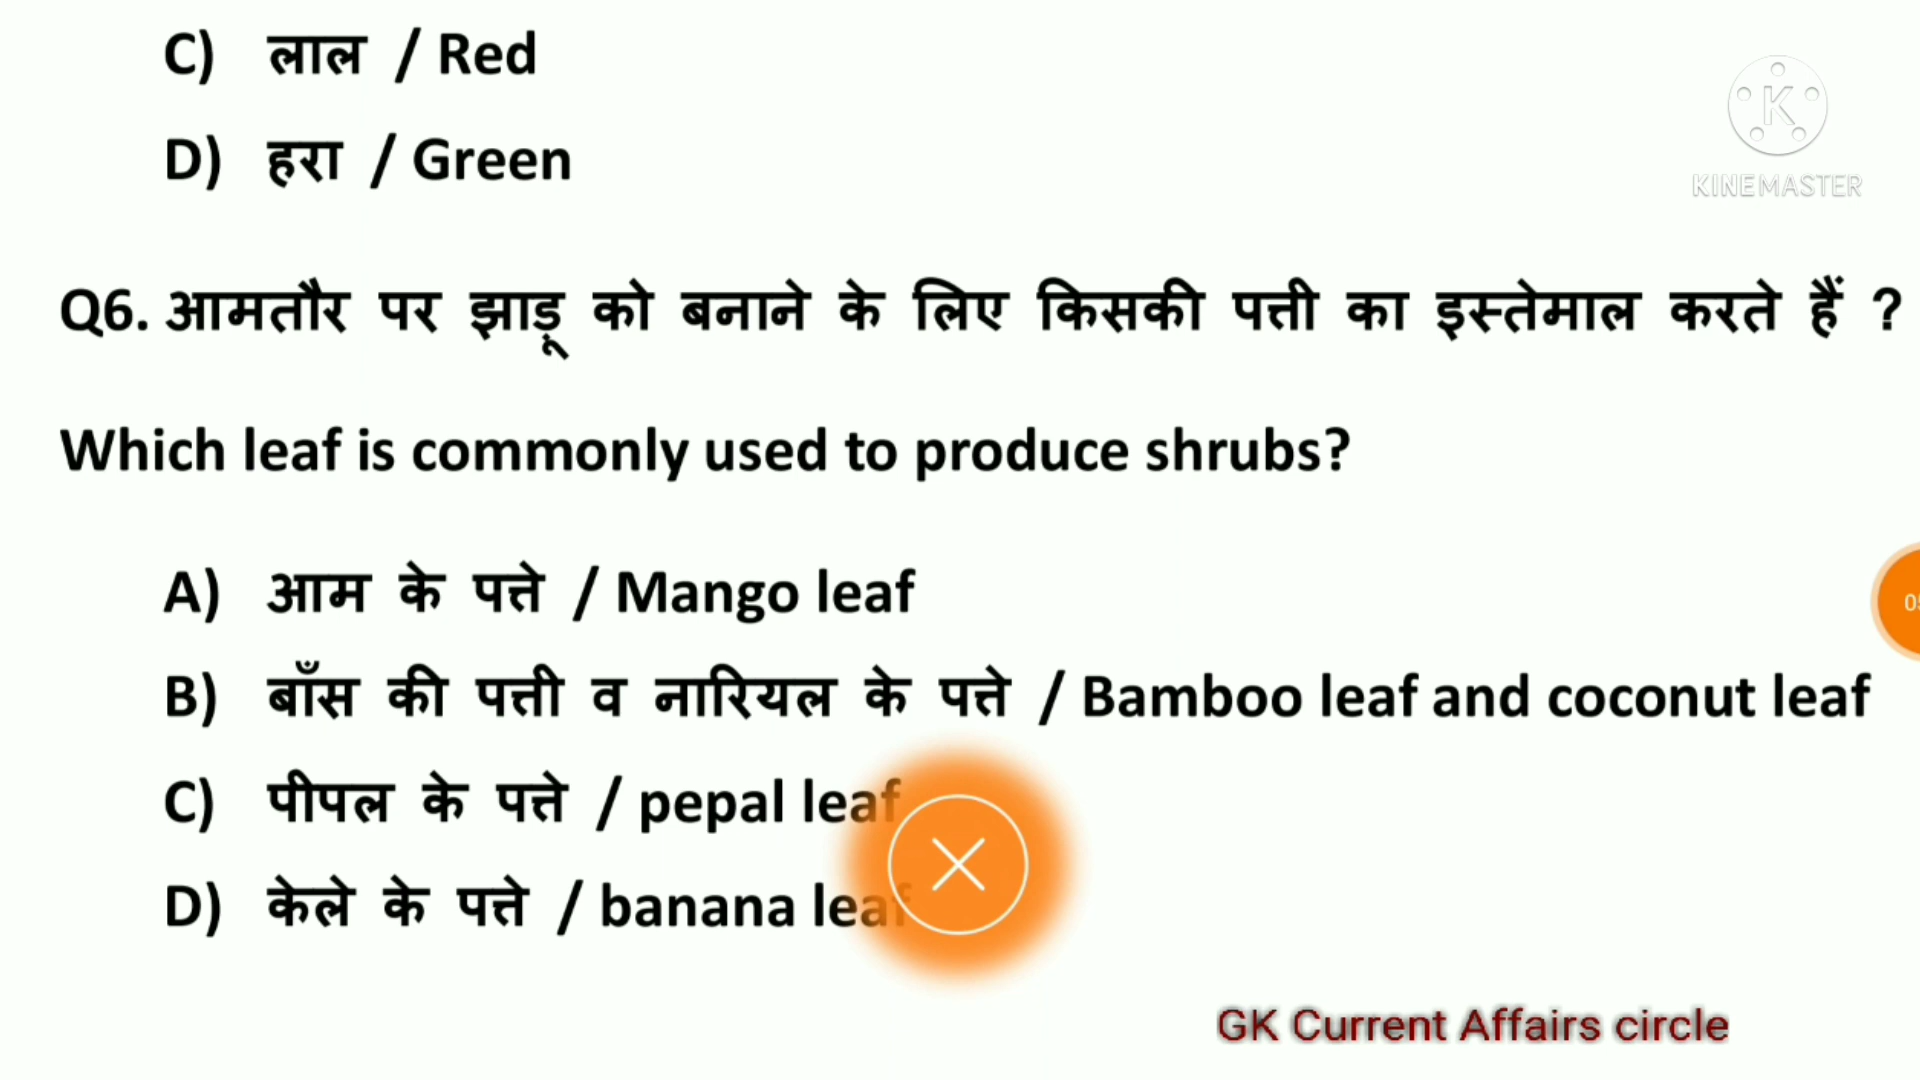 C) लाल / Red
D) हरा / Green
KINEMASTER
Q6. आमतौर पर झाड़ू को बनाने के लिए किसकी पत्ती का इस्तेमाल करते हैं ?
Which leaf is commonly used to produce shrubs?
A) आम के पत्ते / Mango leaf
B) बाँस की पत्ती व नारियल के पत्ते / Bamboo leaf and coconut leaf
C) पीपल के पत्ते / pepal leaf
D) केले के पत्ते / banana leaf
GK Current Affairs circle